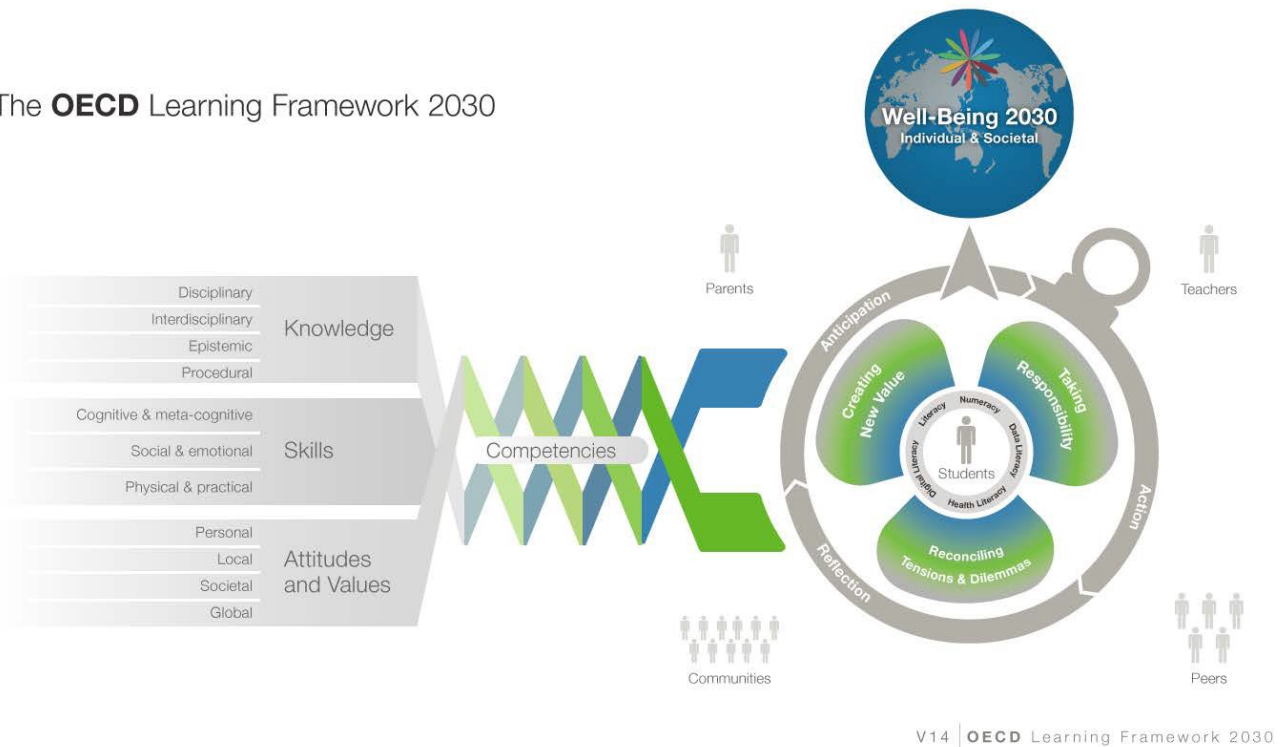 The OECD Learning Framework 2030
Well-Being 2030
Individual & Societal
Parents
Teachers
Disciplinary
Interdisciplinary
Epistemic
Procedural
Knowledge
Cognitive & meta-cognitive
Social & emotional
Physical & practical
Skills
Personal
Local
Societal
Global
Attitudes
and Values
Competencies
Anticipation
Action
Reflection
Creating
New Value
Taking
Responsibility
Reconciling
Tensions & Dilemmas
Literacy
Numeracy
Data Literacy
Health Literacy
Digital Literacy
Students
Communities
Peers
V14 | OECD Learning Framework 2030